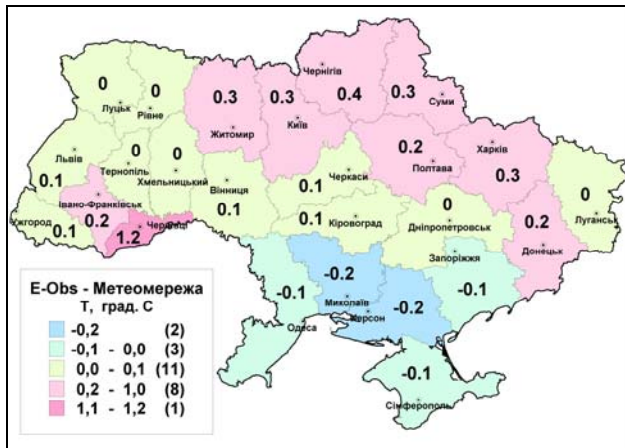 0
0
Луцьк
Рівне
0.3
Житомир
0.3
Київ
Чернігів
0.4
0.3
Суми
Львів
0.1
0
Тернопіль
0
Хмельницький
Вінниця
0.1
0.1
Черкаси
0.2
Полтава
Харків
0.3
0
Луганськ
Івано-Франківськ
0.2
Ужгород
0.1
1.2
0.1
Кіровоград
0
Дніпропетровськ
0.2
Донецьк
Запоріжжя
-0.1
-0.1
Одеса
-0.2
Миколаїв
-0.2
Херсон
-0.1
Сімферополь
E-Obs - Метеомережа
Т, град. С
-0,2 (2)
-0,1 - 0,0 (3)
0,0 - 0,1 (11)
0,2 - 1,0 (8)
1,1 - 1,2 (1)